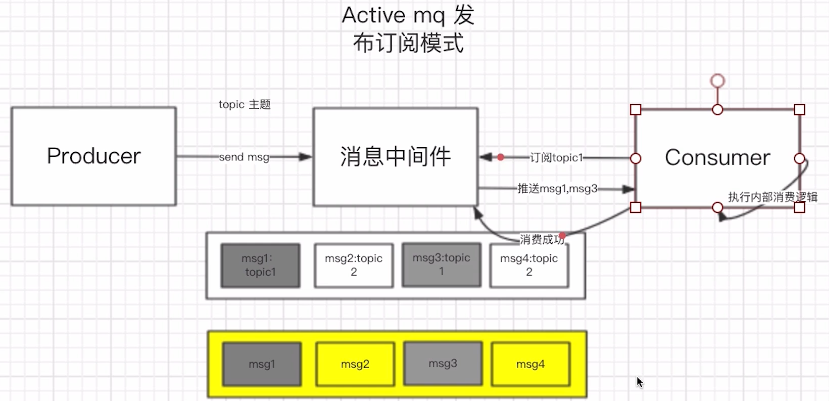 Active mq 发
布订阅模式
topic 主题
Producer
send msg
消息中间件
订阅topic1
推送msg1,msg3
Consumer
执行内部消费逻辑
消费成功
msg1:
topic1
msg2:topic
2
msg3:topic
1
msg4:topic
2
msg1
msg2
msg3
msg4